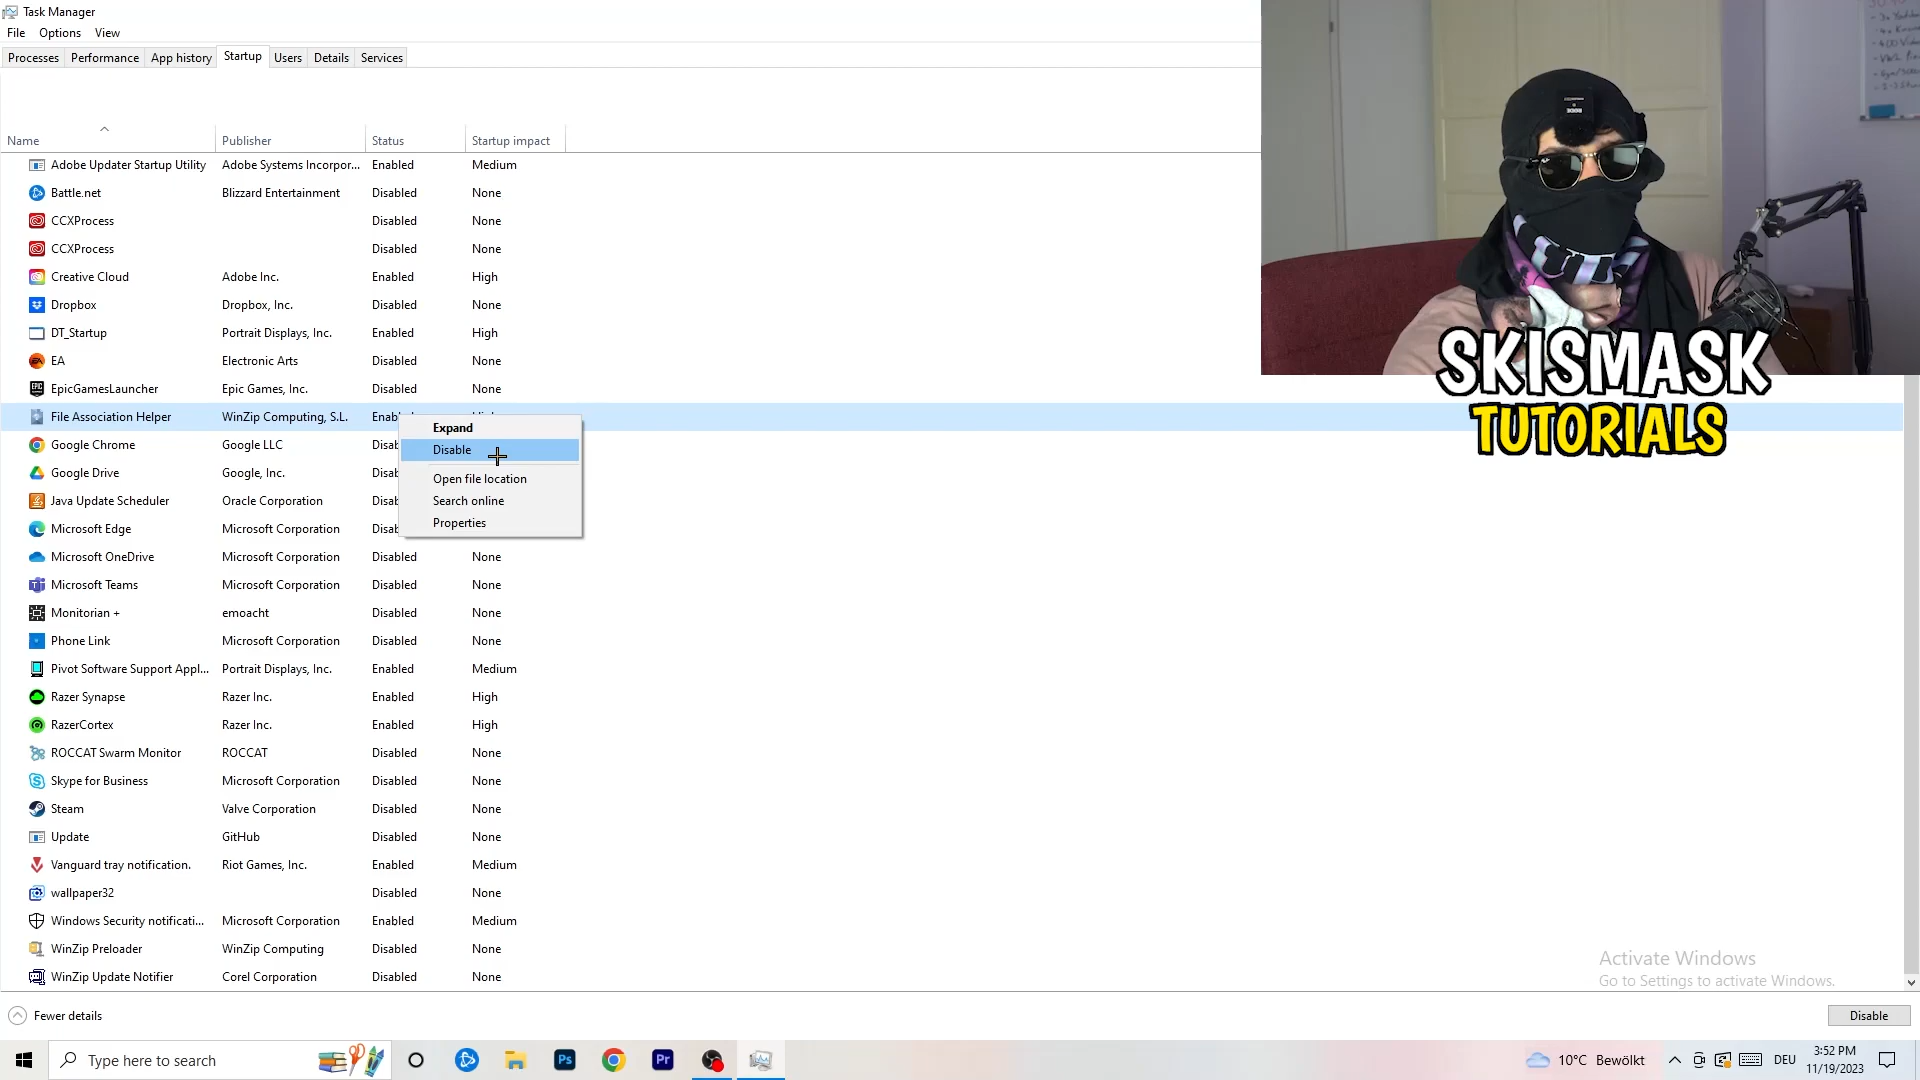 Task Manager
File Options View
Processes Performance App history Startup Users Details Services
Name Publisher Status Startup impact
Adobe Updater Startup Utility Adobe Systems Incorpor... Enabled Medium
Battle.net Blizzard Entertainment Disabled None
CCXProcess Disabled None
CCXProcess Disabled None
Creative Cloud Adobe Inc. Enabled High
Dropbox Dropbox, Inc. Disabled None
DT_Startup Portrait Displays, Inc. Enabled High
EA Electronic Arts Disabled None
EpicGamesLauncher Epic Games, Inc. Disabled None
File Association Helper WinZip Computing, S.L.
Google Chrome Google LLC
Google Drive Google, Inc.
Java Update Scheduler Oracle Corporation
Microsoft Edge Microsoft Corporation
Expand
Disable
Open file location
Search online
Properties
Microsoft OneDrive Microsoft Corporation Disabled None
Microsoft Teams Microsoft Corporation Disabled None
Monitorian + emoacht Disabled None
Phone Link Microsoft Corporation Disabled None
Pivot Software Support Appl... Portrait Displays, Inc. Enabled Medium
Razer Synapse Razer Inc. Enabled High
RazerCortex Razer Inc. Enabled High
ROCCAT Swarm Monitor ROCCAT Disabled None
Skype for Business Microsoft Corporation Disabled None
Steam Valve Corporation Disabled None
Update GitHub Disabled None
Vanguard tray notification. Riot Games, Inc. Enabled Medium
wallpaper32 Disabled None
Windows Security notificati... Microsoft Corporation Enabled Medium
WinZip Preloader WinZip Computing Disabled None
WinZip Update Notifier Corel Corporation Disabled None
SKISMASK
TUTORIALS
Activate Windows
Go to Settings to activate Windows.
Fewer details
Disable
Type here to search
Ps
Pr
10°C Bewölkt
DEU
3:52 PM
11/19/2023